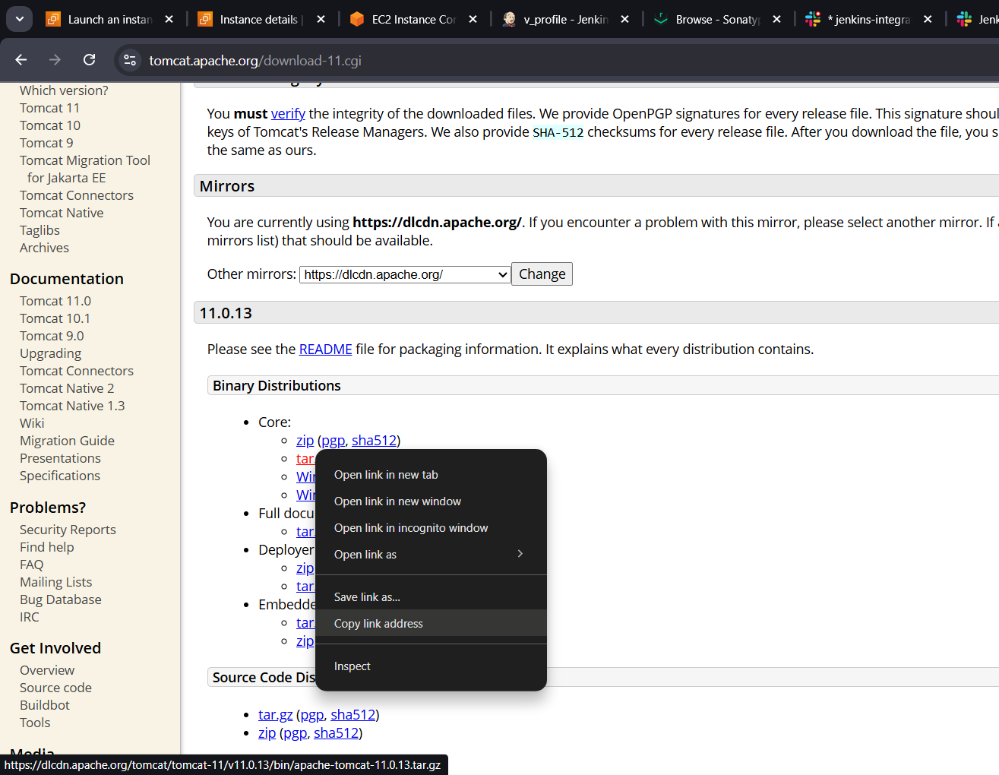 Launch an instan
Instance details |
EC2 Instance Con
v_profile - Jenkin
Browse - Sonatyp
* jenkins-integra
Jenk
tomcat.apache.org/download-11.cgi
Which version?
Tomcat 11
Tomcat 10
Tomcat 9
Tomcat Migration Tool
for Jakarta EE
Tomcat Connectors
Tomcat Native
Taglibs
Archives
Documentation
Tomcat 11.0
Tomcat 10.1
Tomcat 9.0
Upgrading
Tomcat Connectors
Tomcat Native 2
Tomcat Native 1.3
Wiki
Migration Guide
Presentations
Specifications
Problems?
Security Reports
Find help
FAQ
Mailing Lists
Bug Database
IRC
Get Involved
Overview
Source code
Buildbot
Tools
Media
You must verify the integrity of the downloaded files. We provide OpenPGP signatures for every release file. This signature shoul
keys of Tomcat's Release Managers. We also provide SHA-512 checksums for every release file. After you download the file, you s
the same as ours.
Mirrors
You are currently using https://dlcdn.apache.org/. If you encounter a problem with this mirror, please select another mirror. If
mirrors list) that should be available.
Other mirrors: https://dlcdn.apache.org/ Change
11.0.13
Please see the README file for packaging information. It explains what every distribution contains.
Binary Distributions
Core:
zip (pgp, sha512)
tar.
Win
Win
Full docu
tar.
Deployer
zip
tar.
Embedde
tar.
zip
Open link in new tab
Open link in new window
Open link in incognito window
Open link as
Save link as...
Copy link address
Inspect
Source Code Dis
tar.gz (pgp, sha512)
zip (pgp, sha512)
https://dlcdn.apache.org/tomcat/tomcat-11/v11.0.13/bin/apache-tomcat-11.0.13.tar.gz